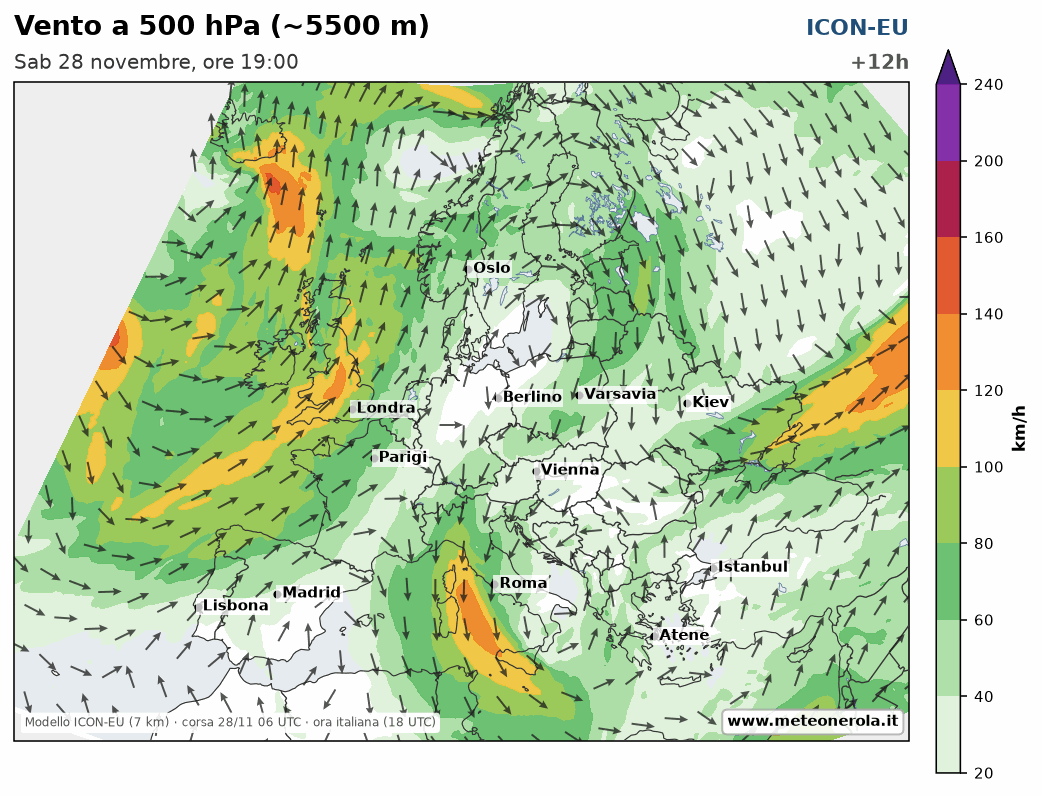 Vento a 500 hPa (~5500 m)
ICON-EU
Sab 28 novembre, ore 19:00
+12h
240
200
160
140
120
100
80
60
40
20
km/h
Oslo
Berlino
Varsavia
Kiev
Londra
Parigi
Vienna
Istanbul
Roma
Madrid
Lisbona
Atene
Modello ICON-EU (7 km) · corsa 28/11 06 UTC · ora italiana (18 UTC)
www.meteonerola.it